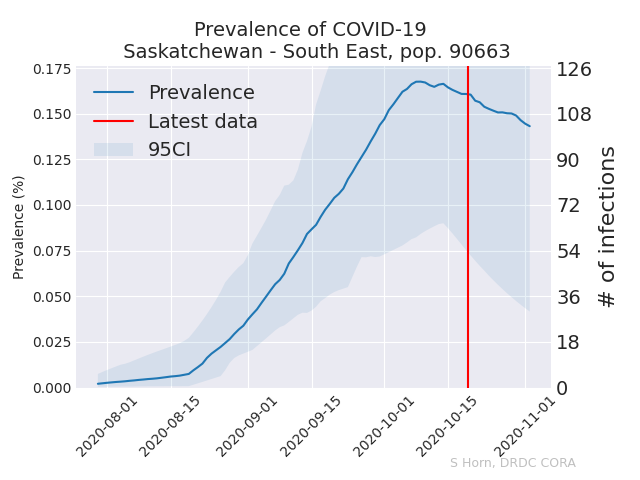 Prevalence of COVID-19
Saskatchewan - South East, pop. 90663
Prevalence
Latest data
95CI
Prevalence (%)
0.175
0.150
0.125
0.100
0.075
0.050
0.025
0.000
126
108
90
72
54
36
18
0
# of infections
2020-08-01
2020-08-15
2020-09-01
2020-09-15
2020-10-01
2020-10-15
2020-11-01
S Horn, DRDC CORA